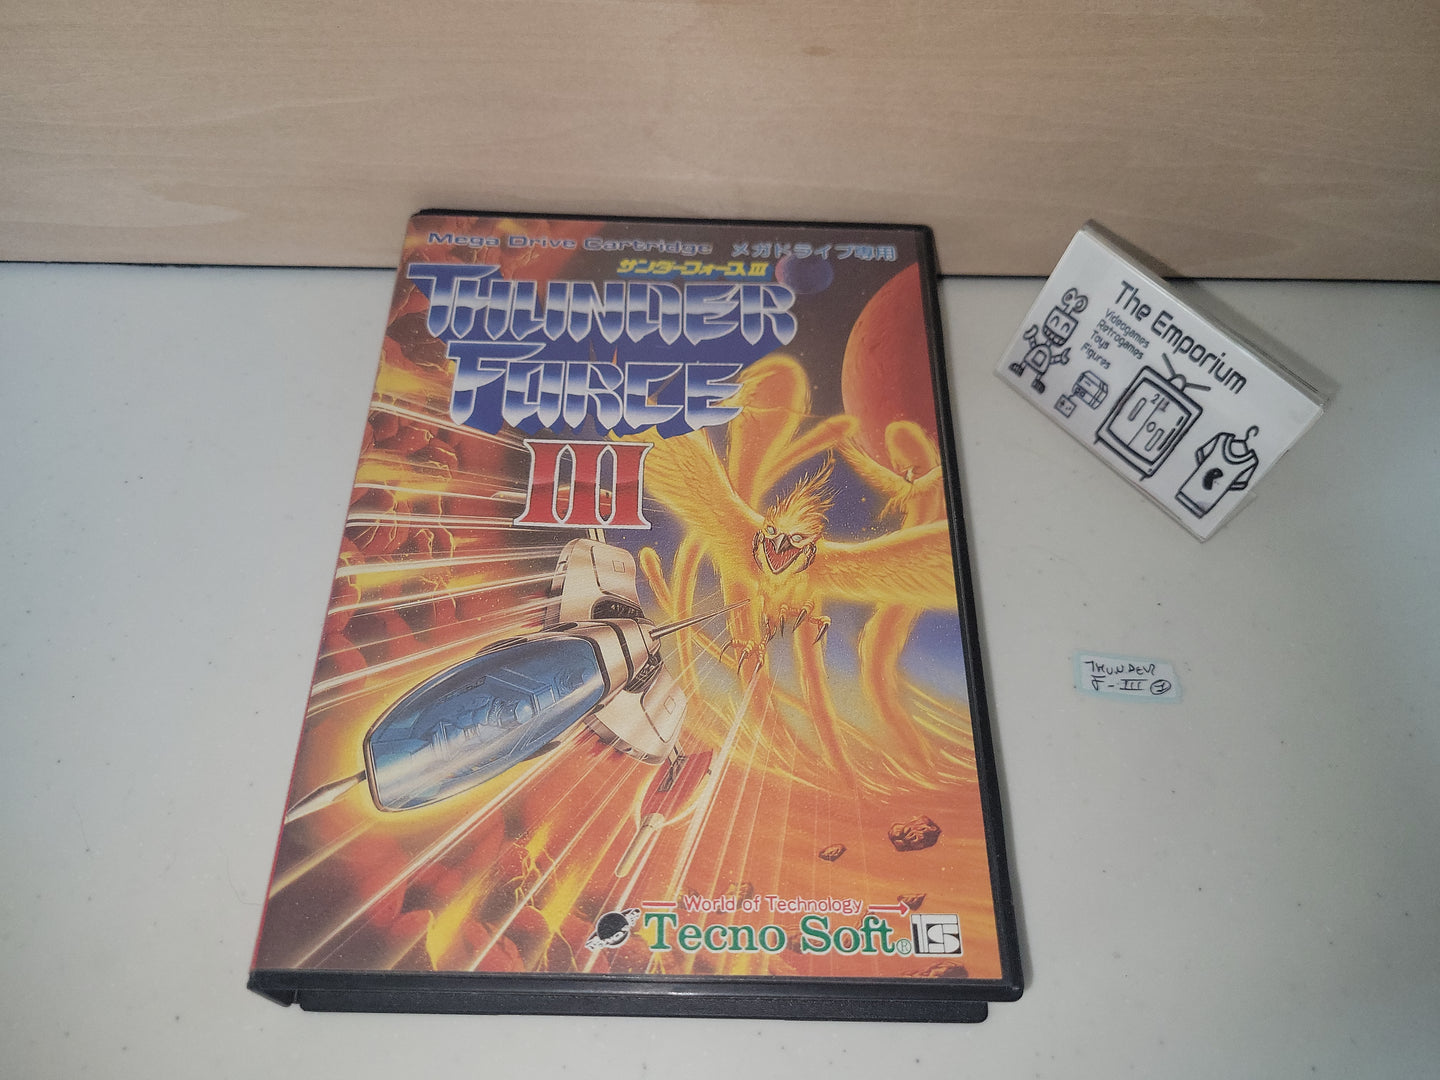 Mega Drive Cartridge メガドライブ専用
サンダーフォースIII
THUNDER
FORCE
III
World of Technology
Tecno Soft®
The Emporium
Videogames
Retrogames
Toys
Figures
THUNDER
F-III 1